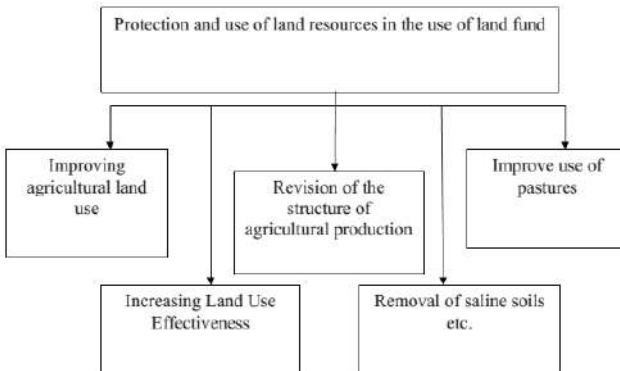 Protection and use of land resources in the use of land fund
Improving
agricultural land
use
Revision of the
structure of
agricultural production
Improve use of
pastures
Increasing Land Use
Effectiveness
Removal of saline soils
etc.